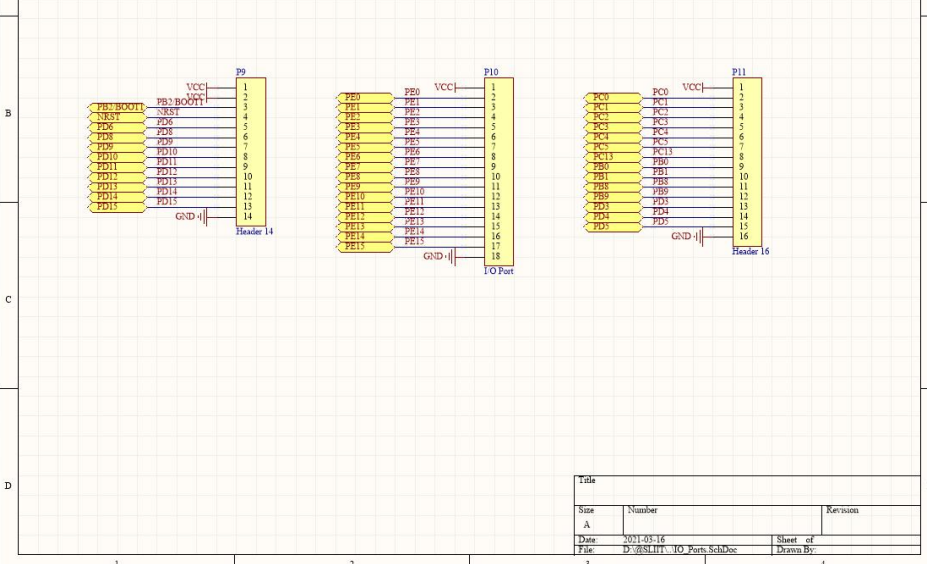 B
C
D
P9
VCC
1
VCC
2
PB2/BOOT1 PB2/BOOT1 3
NRST NRST 4
PD6 PD6 5
PD8 PD8 6
PD9 PD9 7
PD10 PD10 8
PD11 PD11 9
PD12 PD12 10
PD13 PD13 11
PD14 PD14 12
PD15 PD15 13
GND 14
Header 14
P10
VCC 1
PE0 PE0 2
PE1 PE1 3
PE2 PE2 4
PE3 PE3 5
PE4 PE4 6
PE5 PE5 7
PE6 PE6 8
PE7 PE7 9
PE8 PE8 10
PE9 PE9 11
PE10 PE10 12
PE11 PE11 13
PE12 PE12 14
PE13 PE13 15
PE14 PE14 16
PE15 PE15 17
GND 18
I/O Port
P11
VCC 1
PC0 PC0 2
PC1 PC1 3
PC2 PC2 4
PC3 PC3 5
PC4 PC4 6
PC5 PC5 7
PC13 PC13 8
PB0 PB0 9
PB1 PB1 10
PB8 PB8 11
PB9 PB9 12
PD3 PD3 13
PD4 PD4 14
PD5 PD5 15
GND 16
Header 16
Title
Size Number Revision
A
Date: 2021-03-16 Sheet of
File: D:\@SLIIT\..\IO_Ports.SchDoc Drawn By: